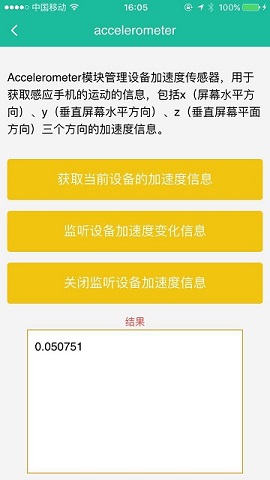 中国移动
16:05
100%
accelerometer
Accelerometer模块管理设备加速度传感器，用于
获取感应手机的运动的信息，包括x（屏幕水平方
向）、y（垂直屏幕水平方向）、z（垂直屏幕平面
方向）三个方向的加速度信息。
获取当前设备的加速度信息
监听设备加速度变化信息
关闭监听设备加速度信息
结果
0.050751